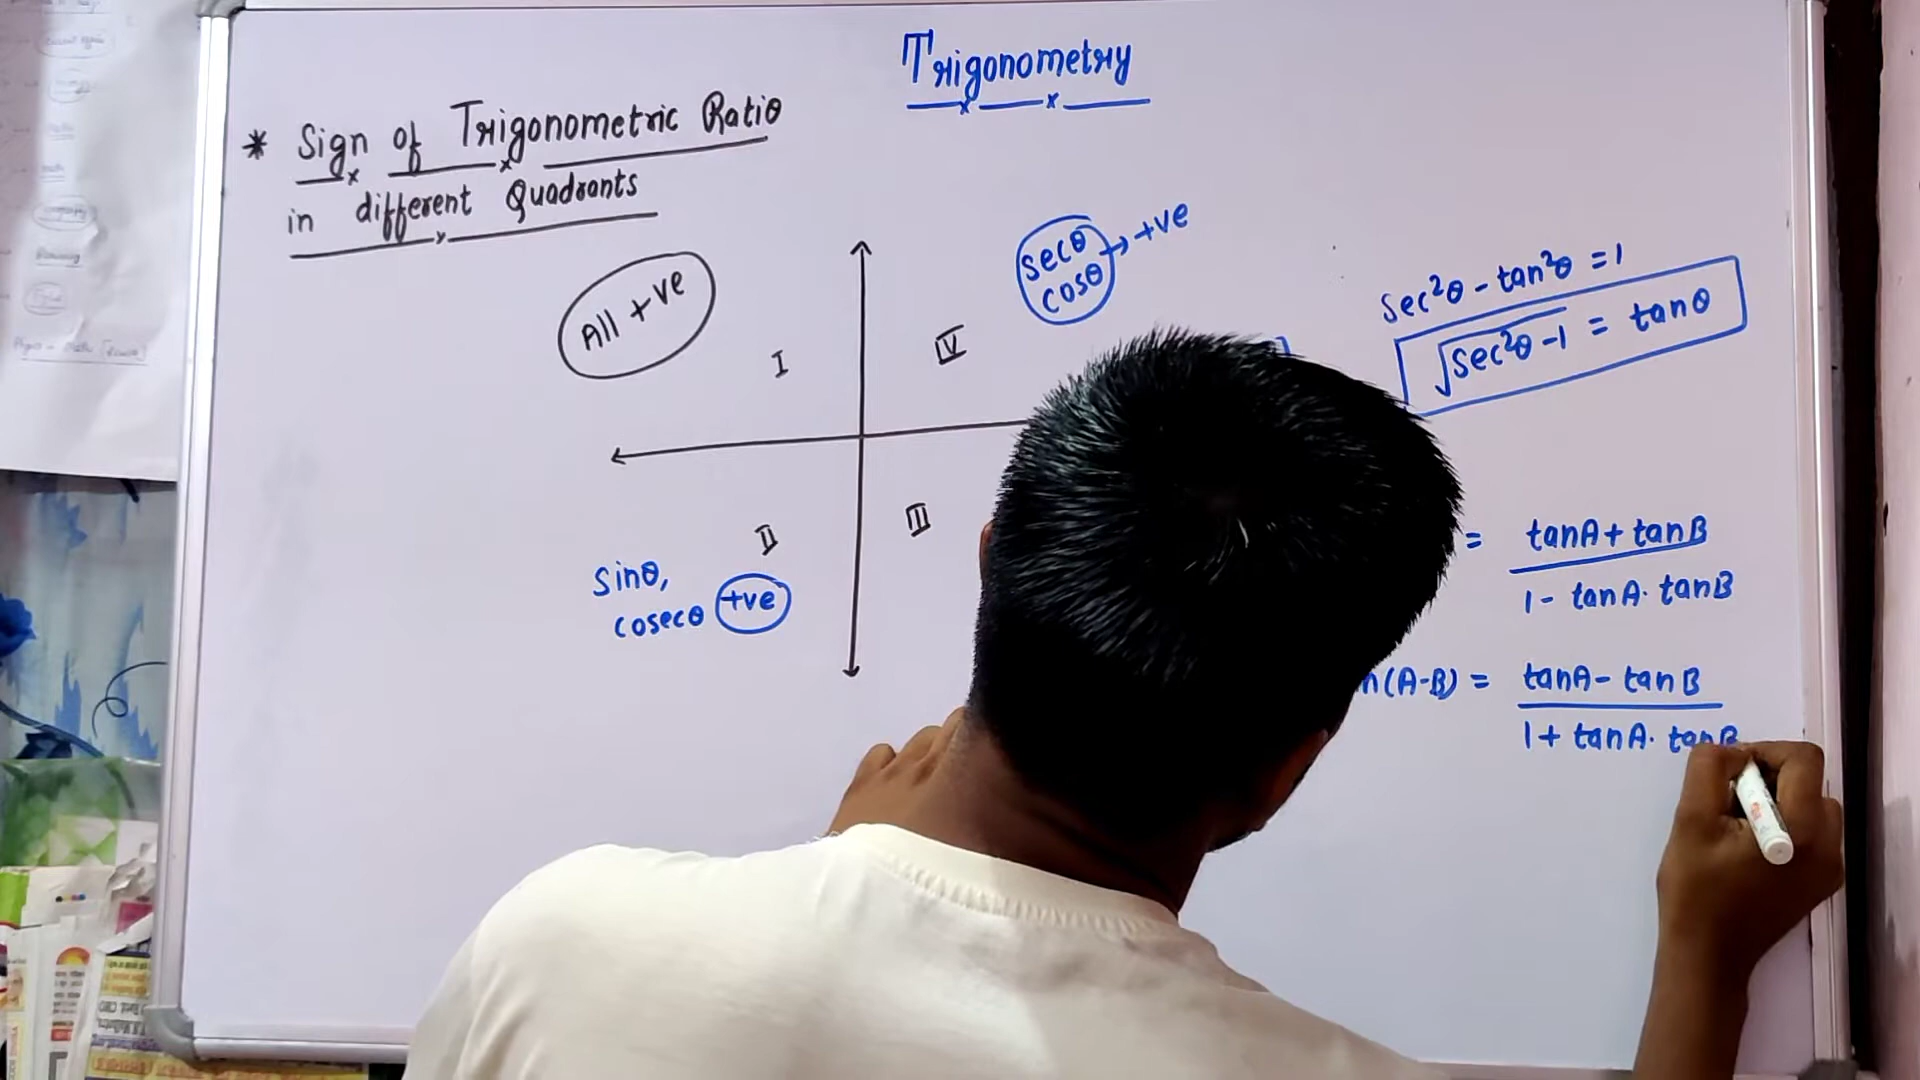 Trigonometry
* Sign of Trigonometric Ratio
in different Quadrants
All +ve
I
IV
secθ
cosθ → +ve
II
III
sinθ,
cosecθ +ve
sec²θ - tan²θ = 1
√sec²θ -1 = tanθ
= tanA + tanB
1 - tanA. tanB
n(A-B) = tanA - tanB
1 + tanA. tanB